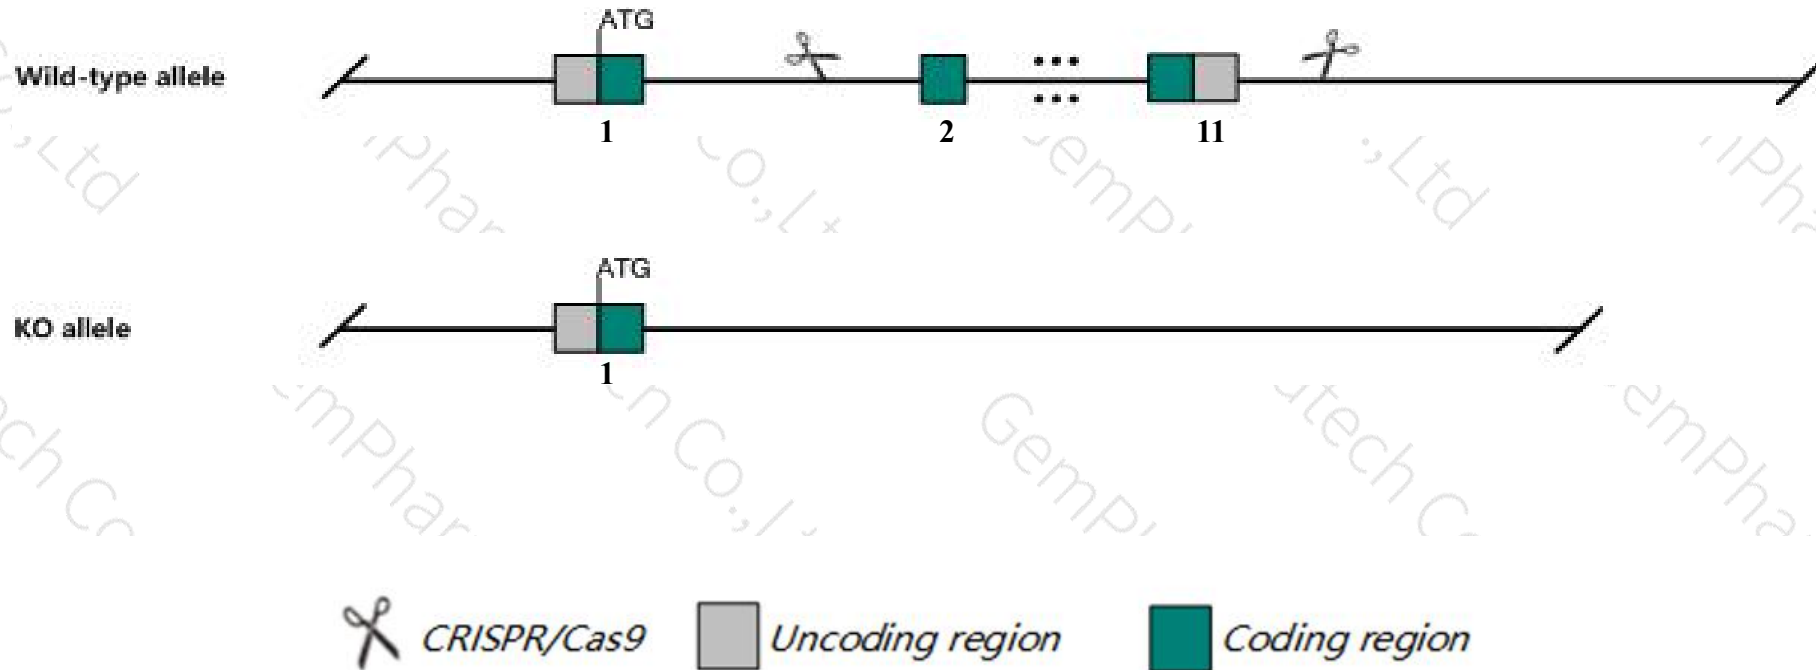 ATG
Wild-type allele
1 2 11
ATG
KO allele
1
CRISPR/Cas9 Uncoding region Coding region